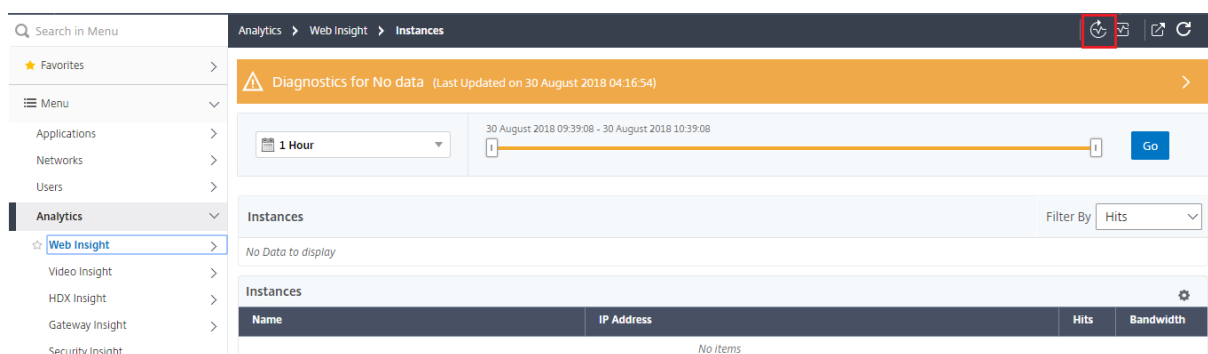 Search in Menu
Analytics > Web Insight > Instances
Favorites
Diagnostics for No data (Last Updated on 30 August 2018 04:16:54)
Menu
Applications
Networks
Users
Analytics
Web Insight
Video Insight
HDX Insight
Gateway Insight
Security Insight
30 August 2018 09:39:08 - 30 August 2018 10:39:08
1 Hour
Go
Instances
Filter By Hits
No Data to display
Instances
Name IP Address Hits Bandwidth
No items